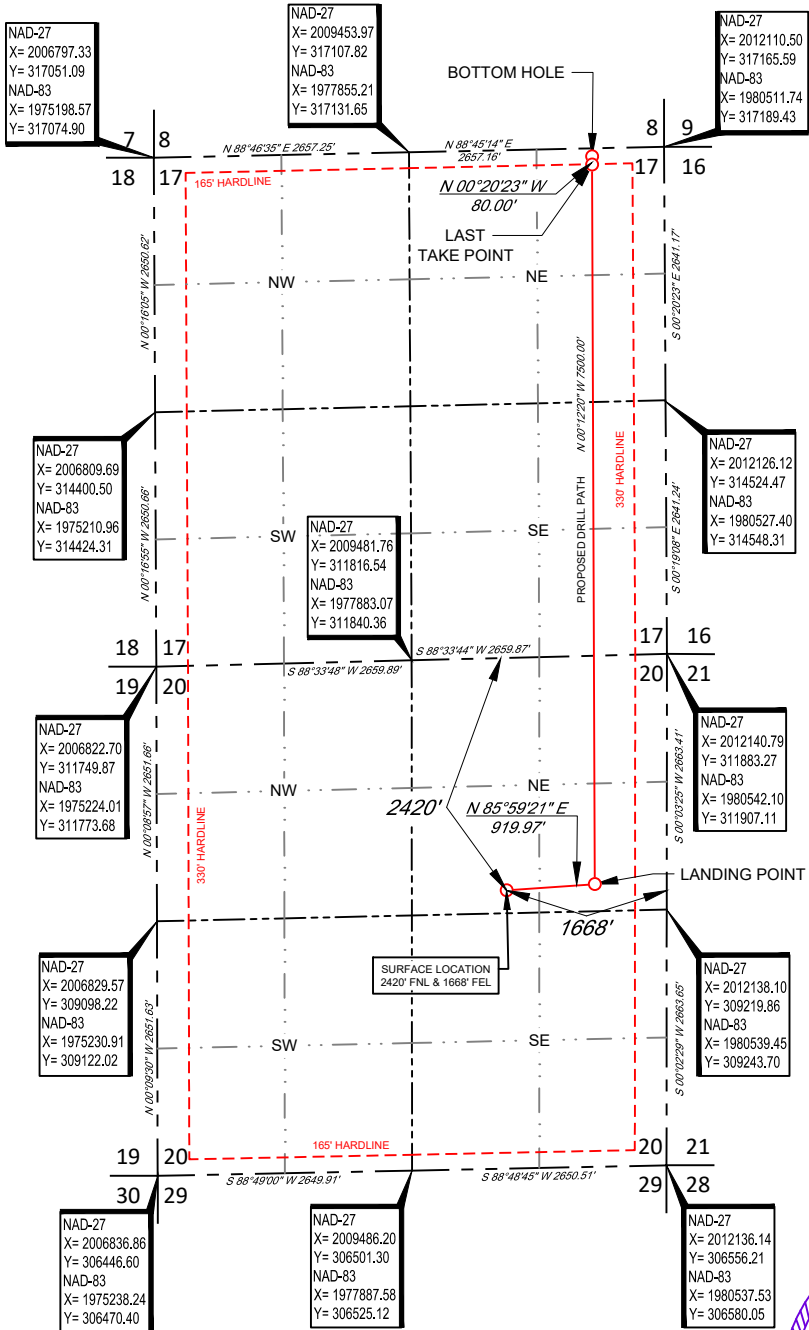 NAD-27
X= 2006797.33
Y= 317051.09
NAD-83
X= 1975198.57
Y= 317074.90
NAD-27
X= 2009453.97
Y= 317107.82
NAD-83
X= 1977855.21
Y= 317131.65
NAD-27
X= 2012110.50
Y= 317165.59
NAD-83
X= 1980511.74
Y= 317189.43
BOTTOM HOLE
7 8
18 17
N 88°46'35" E 2657.25'
N 88°45'14" E
2657.16'
8 9
17 16
165' HARDLINE
N 00°20'23" W
80.00'
LAST
TAKE POINT
N 00°16'05" W 2650.62'
NW
NE
S 00°20'23" E 2641.17'
N 00°12'20" W 7500.00'
NAD-27
X= 2006809.69
Y= 314400.50
NAD-83
X= 1975210.96
Y= 314424.31
NAD-27
X= 2012126.12
Y= 314524.47
NAD-83
X= 1980527.40
Y= 314548.31
330' HARDLINE
N 00°16'55" W 2650.66'
SW
NAD-27
X= 2009481.76
Y= 311816.54
NAD-83
X= 1977883.07
Y= 311840.36
SE
PROPOSED DRILL PATH
S 00°19'08" E 2641.24'
18 17
19 20
S 88°33'48" W 2659.89'
S 88°33'44" W 2659.87'
17 16
20 21
NAD-27
X= 2006822.70
Y= 311749.87
NAD-83
X= 1975224.01
Y= 311773.68
NAD-27
X= 2012140.79
Y= 311883.27
NAD-83
X= 1980542.10
Y= 311907.11
N 00°08'57" W 2651.66'
NW
NE
S 00°03'25" W 2663.41'
330' HARDLINE
2420'
N 85°59'21" E
919.97'
LANDING POINT
1668'
SURFACE LOCATION
2420' FNL & 1668' FEL
NAD-27
X= 2006829.57
Y= 309098.22
NAD-83
X= 1975230.91
Y= 309122.02
NAD-27
X= 2012138.10
Y= 309219.86
NAD-83
X= 1980539.45
Y= 309243.70
N 00°09'30" W 2651.63'
SW
SE
S 00°02'29" W 2663.65'
165' HARDLINE
19 20
30 29
S 88°49'00" W 2649.91'
S 88°48'45" W 2650.51'
20 21
29 28
NAD-27
X= 2006836.86
Y= 306446.60
NAD-83
X= 1975238.24
Y= 306470.40
NAD-27
X= 2009486.20
Y= 306501.30
NAD-83
X= 1977887.58
Y= 306525.12
NAD-27
X= 2012136.14
Y= 306556.21
NAD-83
X= 1980537.53
Y= 306580.05